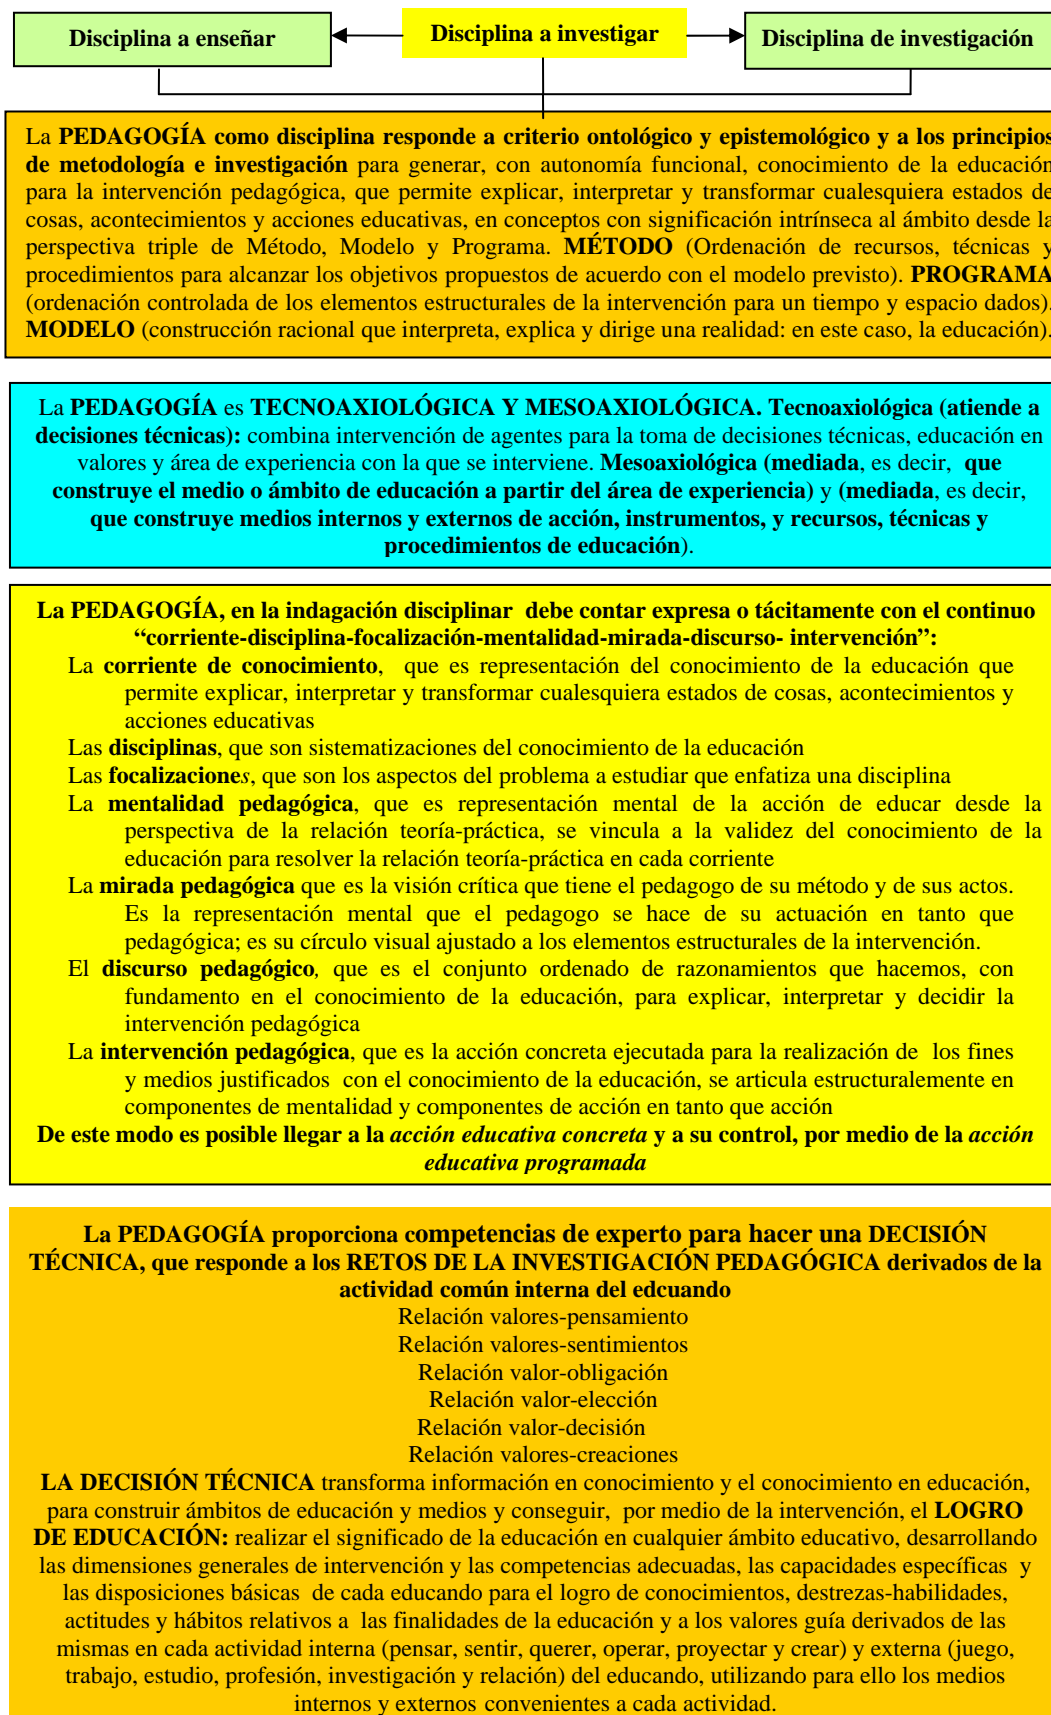 Disciplina a enseñar
Disciplina a investigar
Disciplina de investigación
La PEDAGOGÍA como disciplina responde a criterio ontológico y epistemológico y a los principios
de metodología e investigación para generar, con autonomía funcional, conocimiento de la educación
para la intervención pedagógica, que permite explicar, interpretar y transformar cualesquiera estados de
cosas, acontecimientos y acciones educativas, en conceptos con significación intrínseca al ámbito desde la
perspectiva triple de Método, Modelo y Programa. MÉTODO (Ordenación de recursos, técnicas y
procedimientos para alcanzar los objetivos propuestos de acuerdo con el modelo previsto). PROGRAMA
(ordenación controlada de los elementos estructurales de la intervención para un tiempo y espacio dados).
MODELO (construcción racional que interpreta, explica y dirige una realidad: en este caso, la educación).
La PEDAGOGÍA es TECNOAXIOLÓGICA Y MESOAXIOLÓGICA. Tecnoaxiológica (atiende a
decisiones técnicas): combina intervención de agentes para la toma de decisiones técnicas, educación en
valores y área de experiencia con la que se interviene. Mesoaxiológica (mediada, es decir, que
construye el medio o ámbito de educación a partir del área de experiencia) y (mediada, es decir,
que construye medios internos y externos de acción, instrumentos, y recursos, técnicas y
procedimientos de educación).
La PEDAGOGÍA, en la indagación disciplinar debe contar expresa o tácitamente con el continuo
“corriente-disciplina-focalización-mentalidad-mirada-discurso- intervención”:
La corriente de conocimiento, que es representación del conocimiento de la educación que
permite explicar, interpretar y transformar cualesquiera estados de cosas, acontecimientos y
acciones educativas
Las disciplinas, que son sistematizaciones del conocimiento de la educación
Las focalizaciones, que son los aspectos del problema a estudiar que enfatiza una disciplina
La mentalidad pedagógica, que es representación mental de la acción de educar desde la
perspectiva de la relación teoría-práctica, se vincula a la validez del conocimiento de la
educación para resolver la relación teoría-práctica en cada corriente
La mirada pedagógica que es la visión crítica que tiene el pedagogo de su método y de sus actos.
Es la representación mental que el pedagogo se hace de su actuación en tanto que
pedagógica; es su círculo visual ajustado a los elementos estructurales de la intervención.
El discurso pedagógico, que es el conjunto ordenado de razonamientos que hacemos, con
fundamento en el conocimiento de la educación, para explicar, interpretar y decidir la
intervención pedagógica
La intervención pedagógica, que es la acción concreta ejecutada para la realización de los fines
y medios justificados con el conocimiento de la educación, se articula estructuralemente en
componentes de mentalidad y componentes de acción en tanto que acción
De este modo es posible llegar a la acción educativa concreta y a su control, por medio de la acción
educativa programada
La PEDAGOGÍA proporciona competencias de experto para hacer una DECISIÓN
TÉCNICA, que responde a los RETOS DE LA INVESTIGACIÓN PEDAGÓGICA derivados de la
actividad común interna del edcuando
Relación valores-pensamiento
Relación valores-sentimientos
Relación valor-obligación
Relación valor-elección
Relación valor-decisión
Relación valores-creaciones
LA DECISIÓN TÉCNICA transforma información en conocimiento y el conocimiento en educación,
para construir ámbitos de educación y medios y conseguir, por medio de la intervención, el LOGRO
DE EDUCACIÓN: realizar el significado de la educación en cualquier ámbito educativo, desarrollando
las dimensiones generales de intervención y las competencias adecuadas, las capacidades específicas y
las disposiciones básicas de cada educando para el logro de conocimientos, destrezas-habilidades,
actitudes y hábitos relativos a las finalidades de la educación y a los valores guía derivados de las
mismas en cada actividad interna (pensar, sentir, querer, operar, proyectar y crear) y externa (juego,
trabajo, estudio, profesión, investigación y relación) del educando, utilizando para ello los medios
internos y externos convenientes a cada actividad.